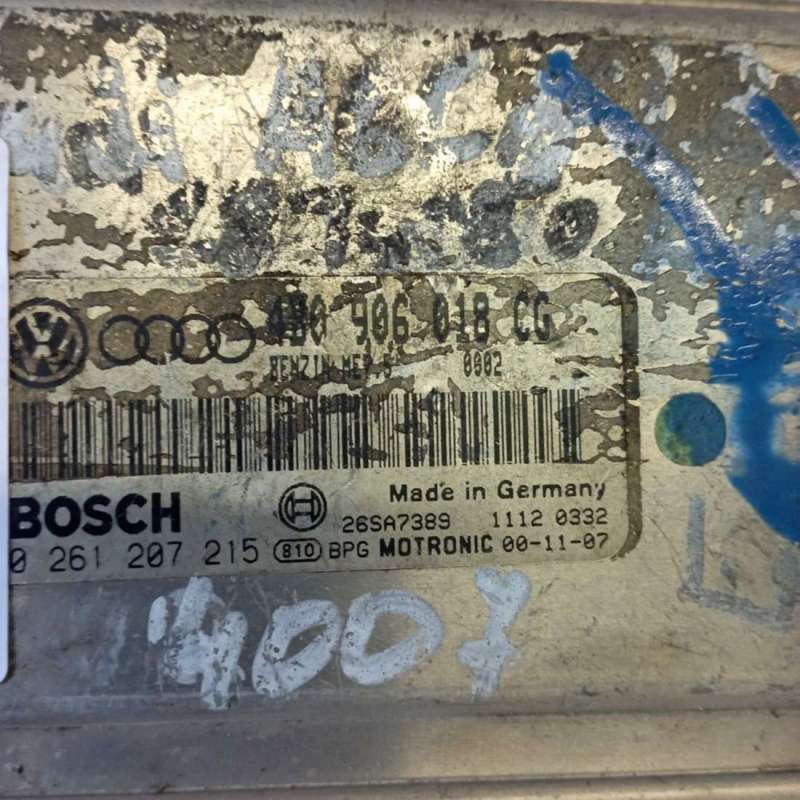 4B0 906 018 CG
BENZIN ME7.5 0002
BOSCH Made in Germany
26SA7389 1112 0332
0 261 207 215 810 BPG MOTRONIC 00-11-07
4007